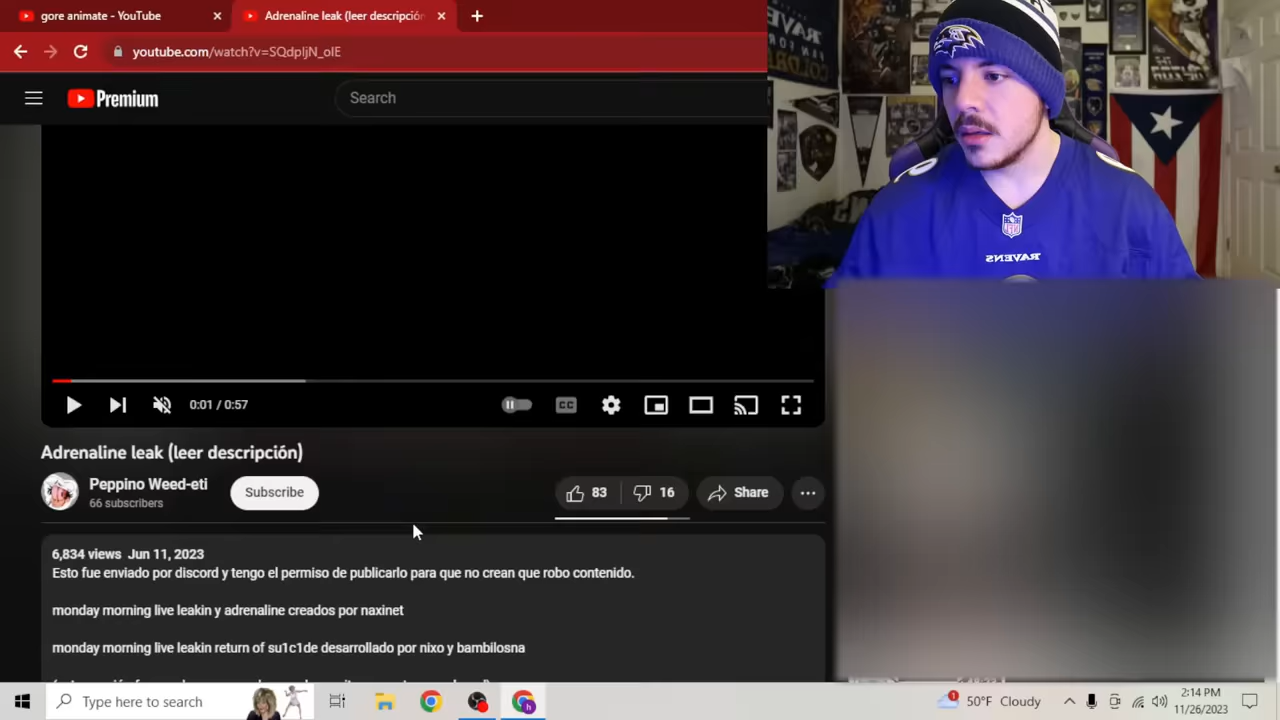 gore animate - YouTube
Adrenaline leak (leer descripción)
youtube.com/watch?v=SQdpljN_oIE
Premium
Search
RAVENS
0:01 / 0:57
CC
Adrenaline leak (leer descripción)
Peppino Weed-eti
66 subscribers
Subscribe
83
16
Share
6,834 views Jun 11, 2023
Esto fue enviado por discord y tengo el permiso de publicarlo para que no crean que robo contenido.
monday morning live leakin y adrenaline creados por naxinet
monday morning live leakin return of su1c1de desarrollado por nixo y bambilosna
Type here to search
1
50°F Cloudy
2:14 PM
11/26/2023